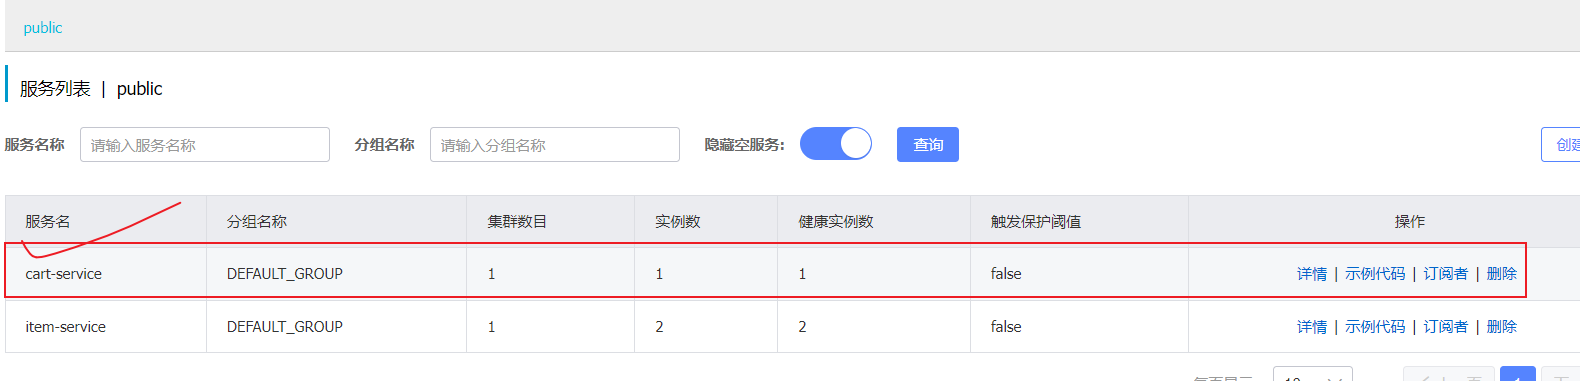 public
服务列表 | public
服务名称 请输入服务名称 分组名称 请输入分组名称 隐藏空服务: 查询 创建
服务名 分组名称 集群数目 实例数 健康实例数 触发保护阈值 操作
cart-service DEFAULT_GROUP 1 1 1 false 详情 | 示例代码 | 订阅者 | 删除
item-service DEFAULT_GROUP 1 2 2 false 详情 | 示例代码 | 订阅者 | 删除